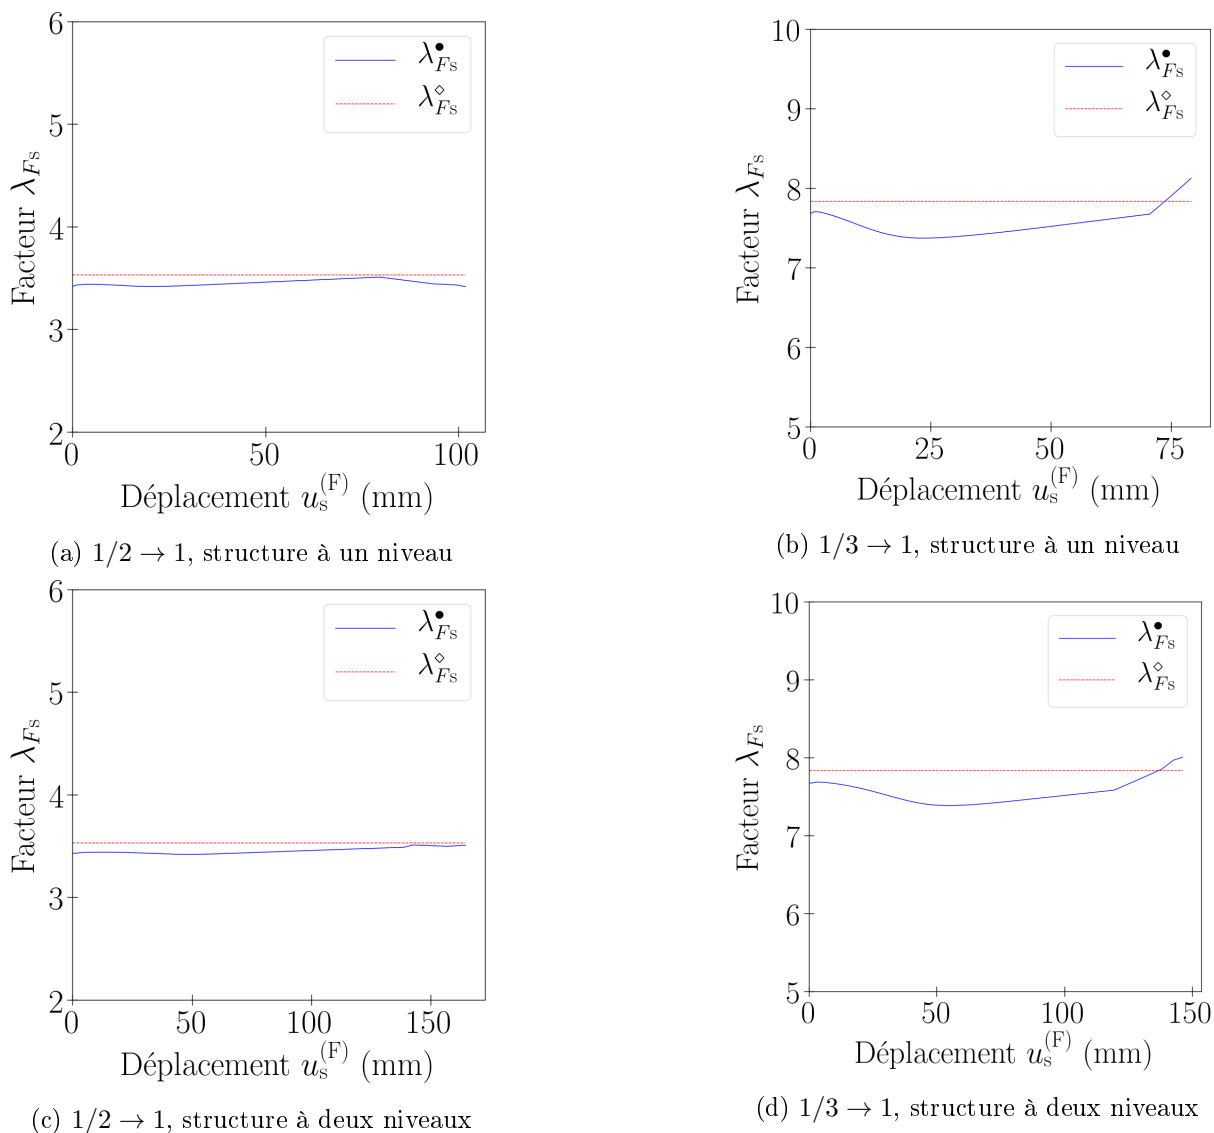 6
5
4
3
2
0
50
100
Facteur λ_{Fs}
λ^●_{Fs}
λ^◇_{Fs}
Déplacement u_s^{(F)} (mm)
(a) 1/2 → 1, structure à un niveau
10
9
8
7
6
5
0
25
50
75
Facteur λ_{Fs}
λ^●_{Fs}
λ^◇_{Fs}
Déplacement u_s^{(F)} (mm)
(b) 1/3 → 1, structure à un niveau
6
5
4
3
2
0
50
100
150
Facteur λ_{Fs}
λ^●_{Fs}
λ^◇_{Fs}
Déplacement u_s^{(F)} (mm)
(c) 1/2 → 1, structure à deux niveaux
10
9
8
7
6
5
0
50
100
150
Facteur λ_{Fs}
λ^●_{Fs}
λ^◇_{Fs}
Déplacement u_s^{(F)} (mm)
(d) 1/3 → 1, structure à deux niveaux